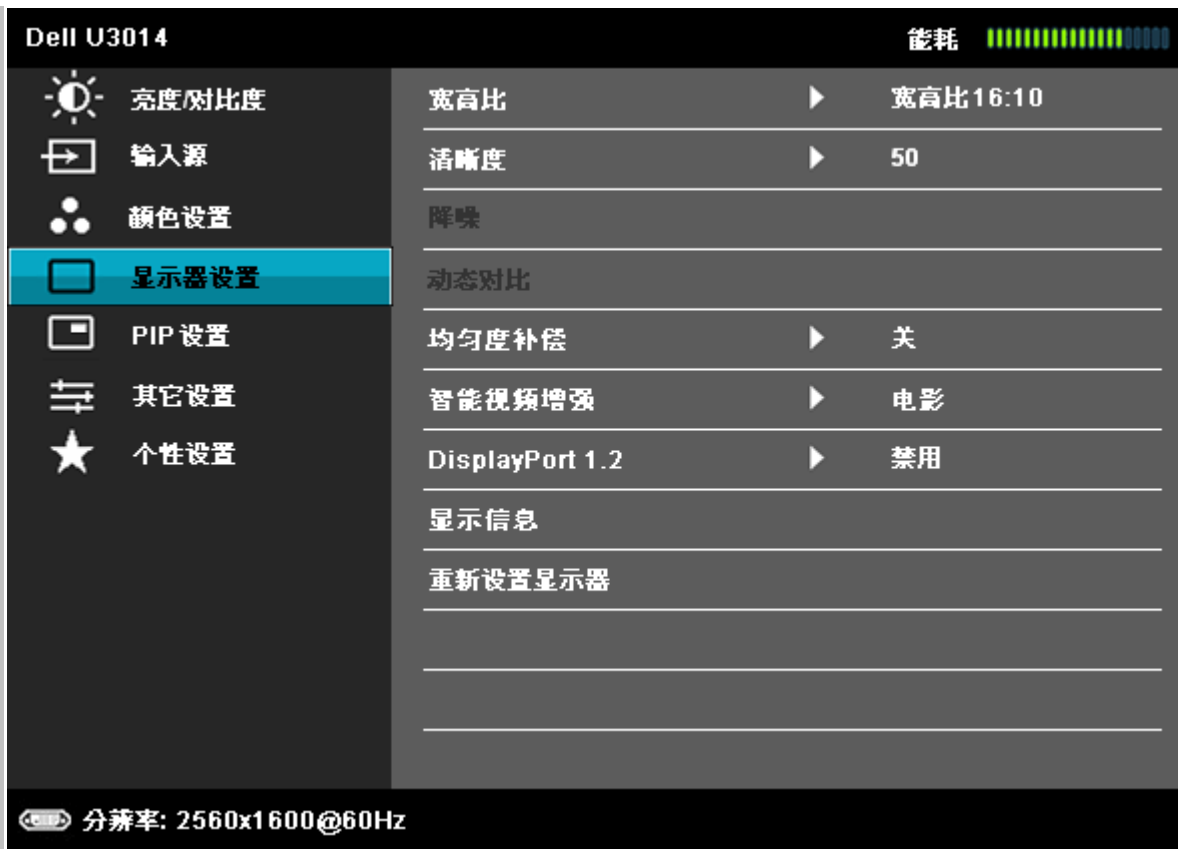 Dell U3014 能耗
亮度/对比度
输入源
颜色设置
显示器设置
PIP 设置
其它设置
个性设置
宽高比 宽高比16:10
清晰度 50
降噪
动态对比
均匀度补偿 关
智能视频增强 电影
DisplayPort 1.2 禁用
显示信息
重新设置显示器
分辨率: 2560x1600@60Hz